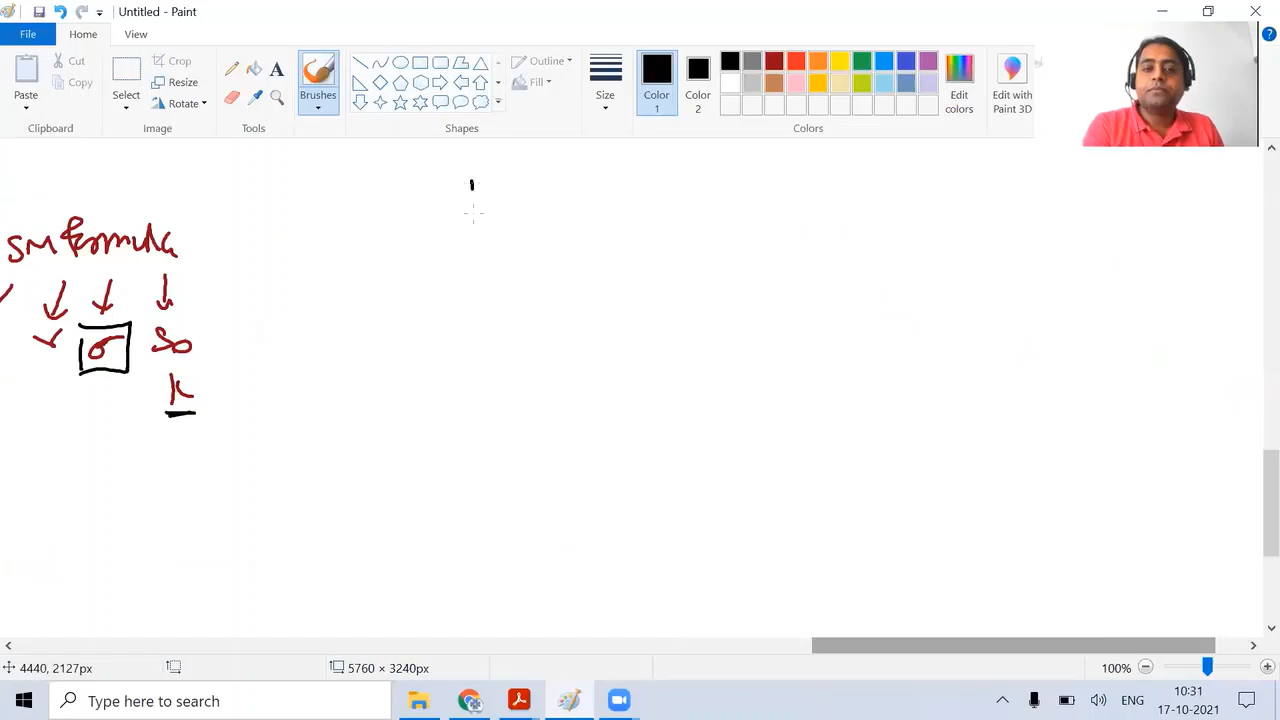 Untitled - Paint
File Home View
Paste
Cut
Copy
Clipboard
Select
Crop
Resize
Rotate
Image
Tools
Brushes
Outline
Fill
Shapes
Size
Color 1
Color 2
Edit colors
Colors
Edit with Paint 3D
formula
σ So
K
4440, 2127px
5760 × 3240px
100%
Type here to search
ENG
10:31
17-10-2021